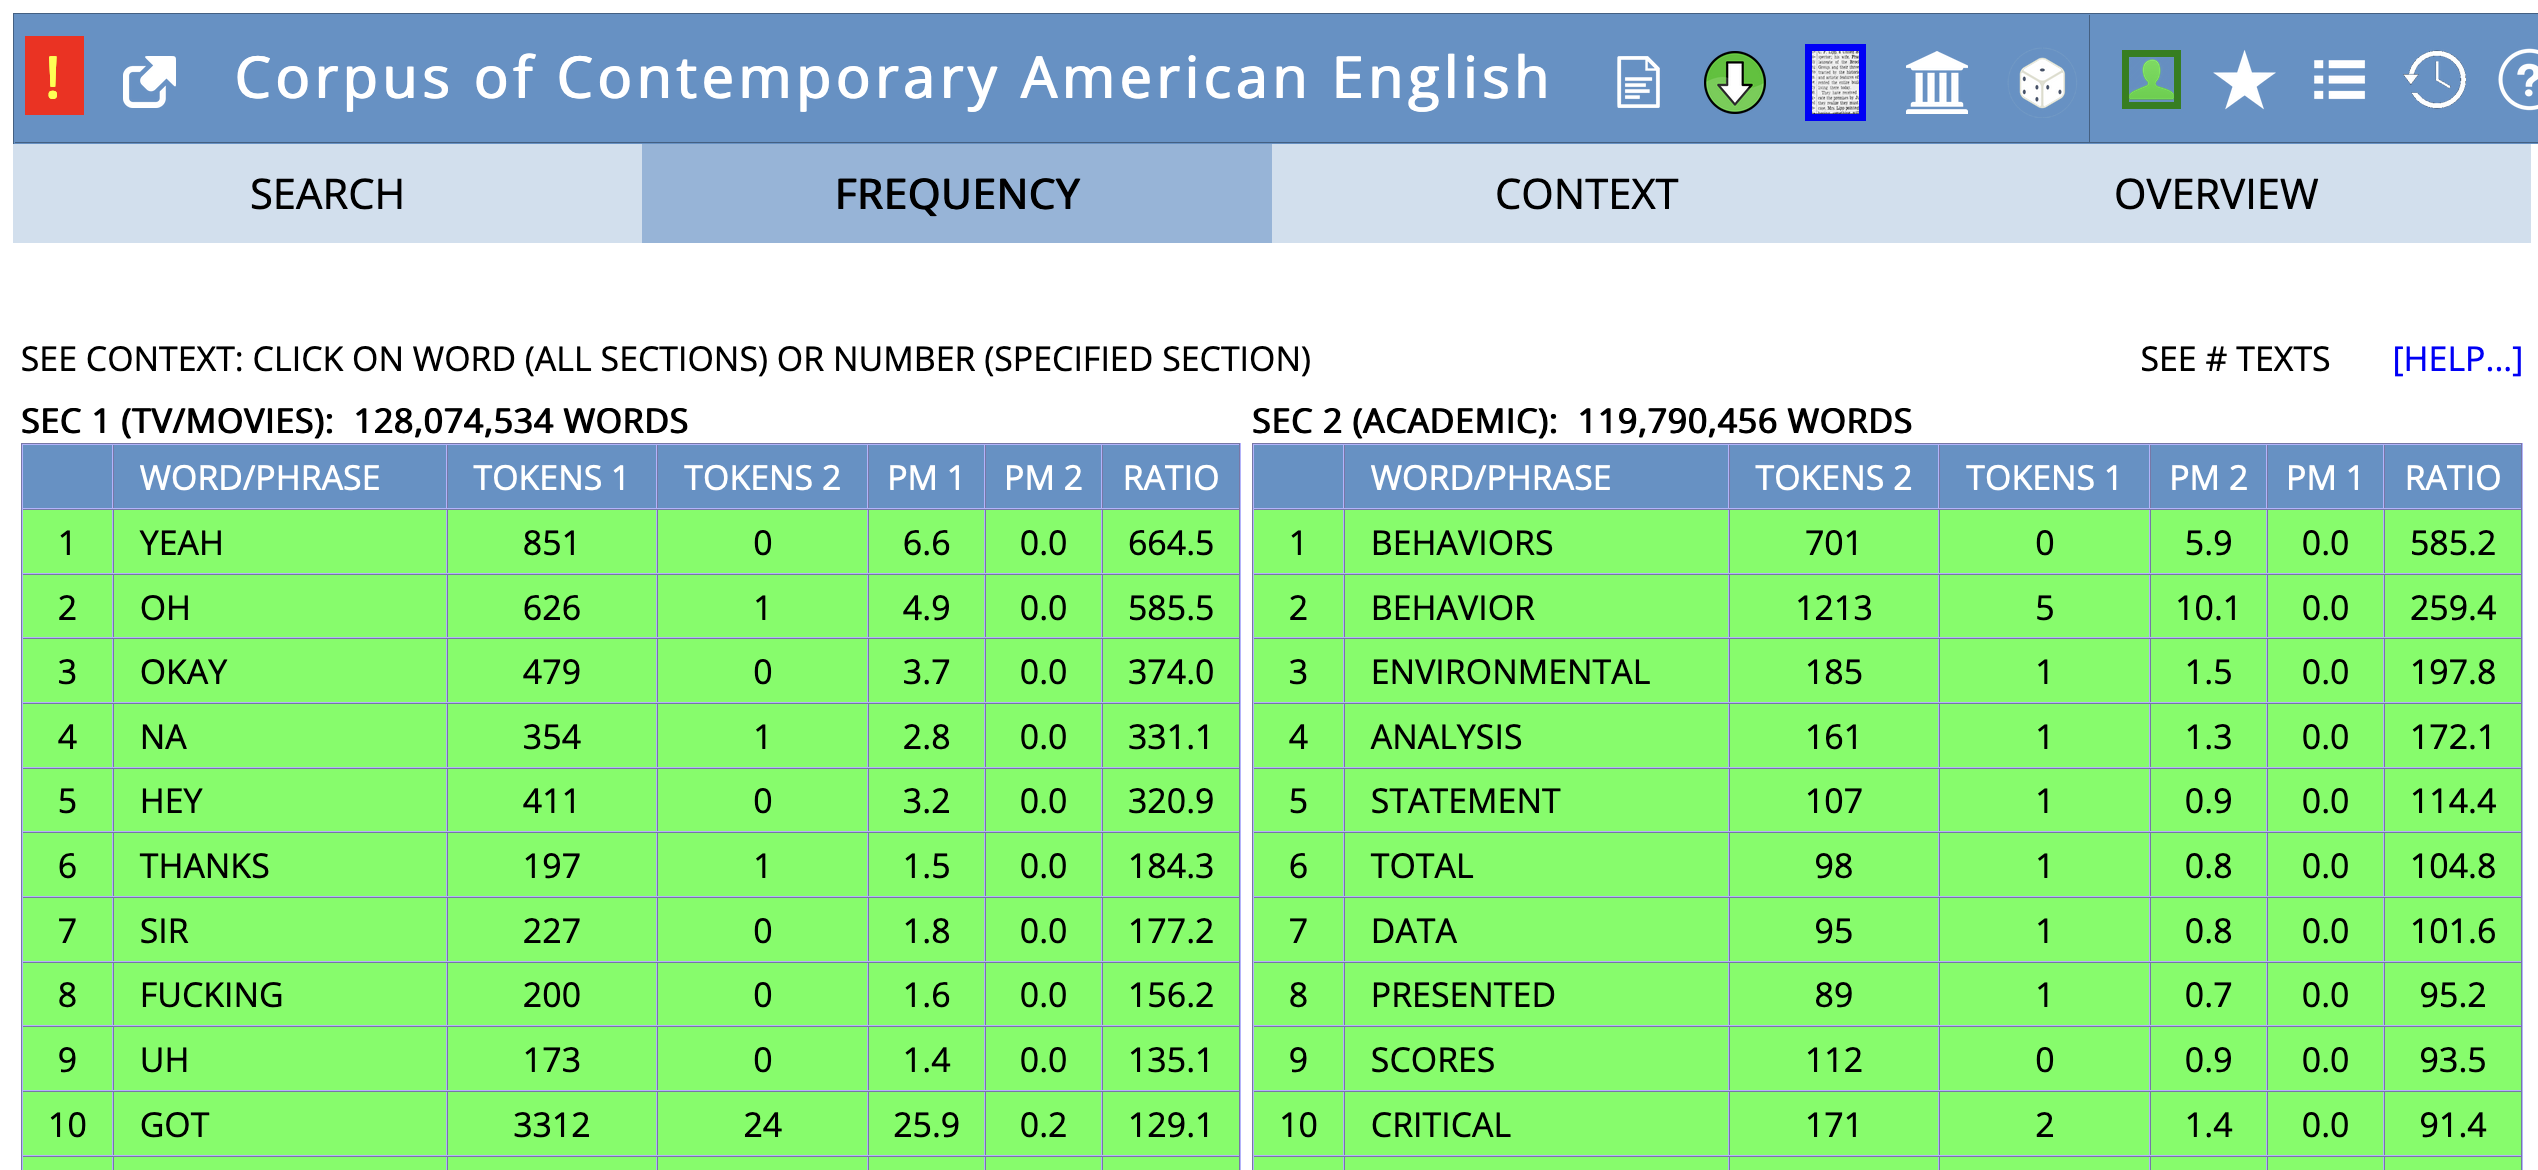 ! Corpus of Contemporary American English ?
SEARCH FREQUENCY CONTEXT OVERVIEW
SEE CONTEXT: CLICK ON WORD (ALL SECTIONS) OR NUMBER (SPECIFIED SECTION) SEE # TEXTS [HELP...]
SEC 1 (TV/MOVIES): 128,074,534 WORDS
WORD/PHRASE TOKENS 1 TOKENS 2 PM 1 PM 2 RATIO
1 YEAH 851 0 6.6 0.0 664.5
2 OH 626 1 4.9 0.0 585.5
3 OKAY 479 0 3.7 0.0 374.0
4 NA 354 1 2.8 0.0 331.1
5 HEY 411 0 3.2 0.0 320.9
6 THANKS 197 1 1.5 0.0 184.3
7 SIR 227 0 1.8 0.0 177.2
8 FUCKING 200 0 1.6 0.0 156.2
9 UH 173 0 1.4 0.0 135.1
10 GOT 3312 24 25.9 0.2 129.1
SEC 2 (ACADEMIC): 119,790,456 WORDS
WORD/PHRASE TOKENS 2 TOKENS 1 PM 2 PM 1 RATIO
1 BEHAVIORS 701 0 5.9 0.0 585.2
2 BEHAVIOR 1213 5 10.1 0.0 259.4
3 ENVIRONMENTAL 185 1 1.5 0.0 197.8
4 ANALYSIS 161 1 1.3 0.0 172.1
5 STATEMENT 107 1 0.9 0.0 114.4
6 TOTAL 98 1 0.8 0.0 104.8
7 DATA 95 1 0.8 0.0 101.6
8 PRESENTED 89 1 0.7 0.0 95.2
9 SCORES 112 0 0.9 0.0 93.5
10 CRITICAL 171 2 1.4 0.0 91.4